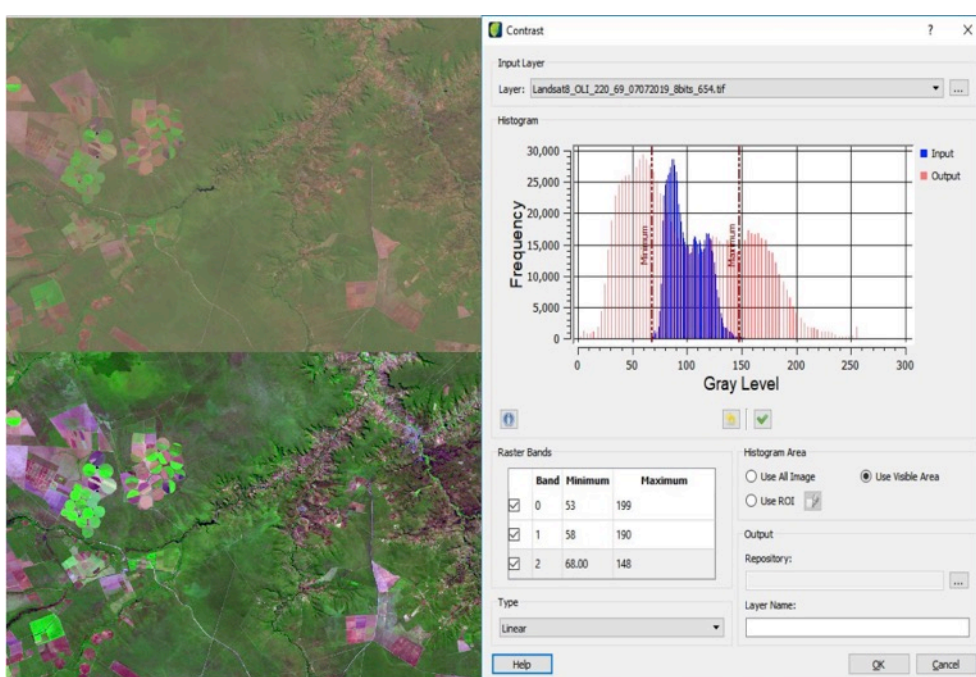 Contrast
? X
Input Layer
Layer: Landsat8_OLI_220_69_07072019_8bits_654.tif ...
Histogram
30,000
25,000
20,000
15,000
10,000
5,000
0
Frequency
Minimum
Maximum
Input
Output
0 50 100 150 200 250 300
Gray Level
Raster Bands
Band Minimum Maximum
0 53 199
1 58 190
2 68.00 148
Histogram Area
Use All Image Use Visible Area
Use ROI
Output
Repository:
...
Layer Name:
Type
Linear
Help OK Cancel